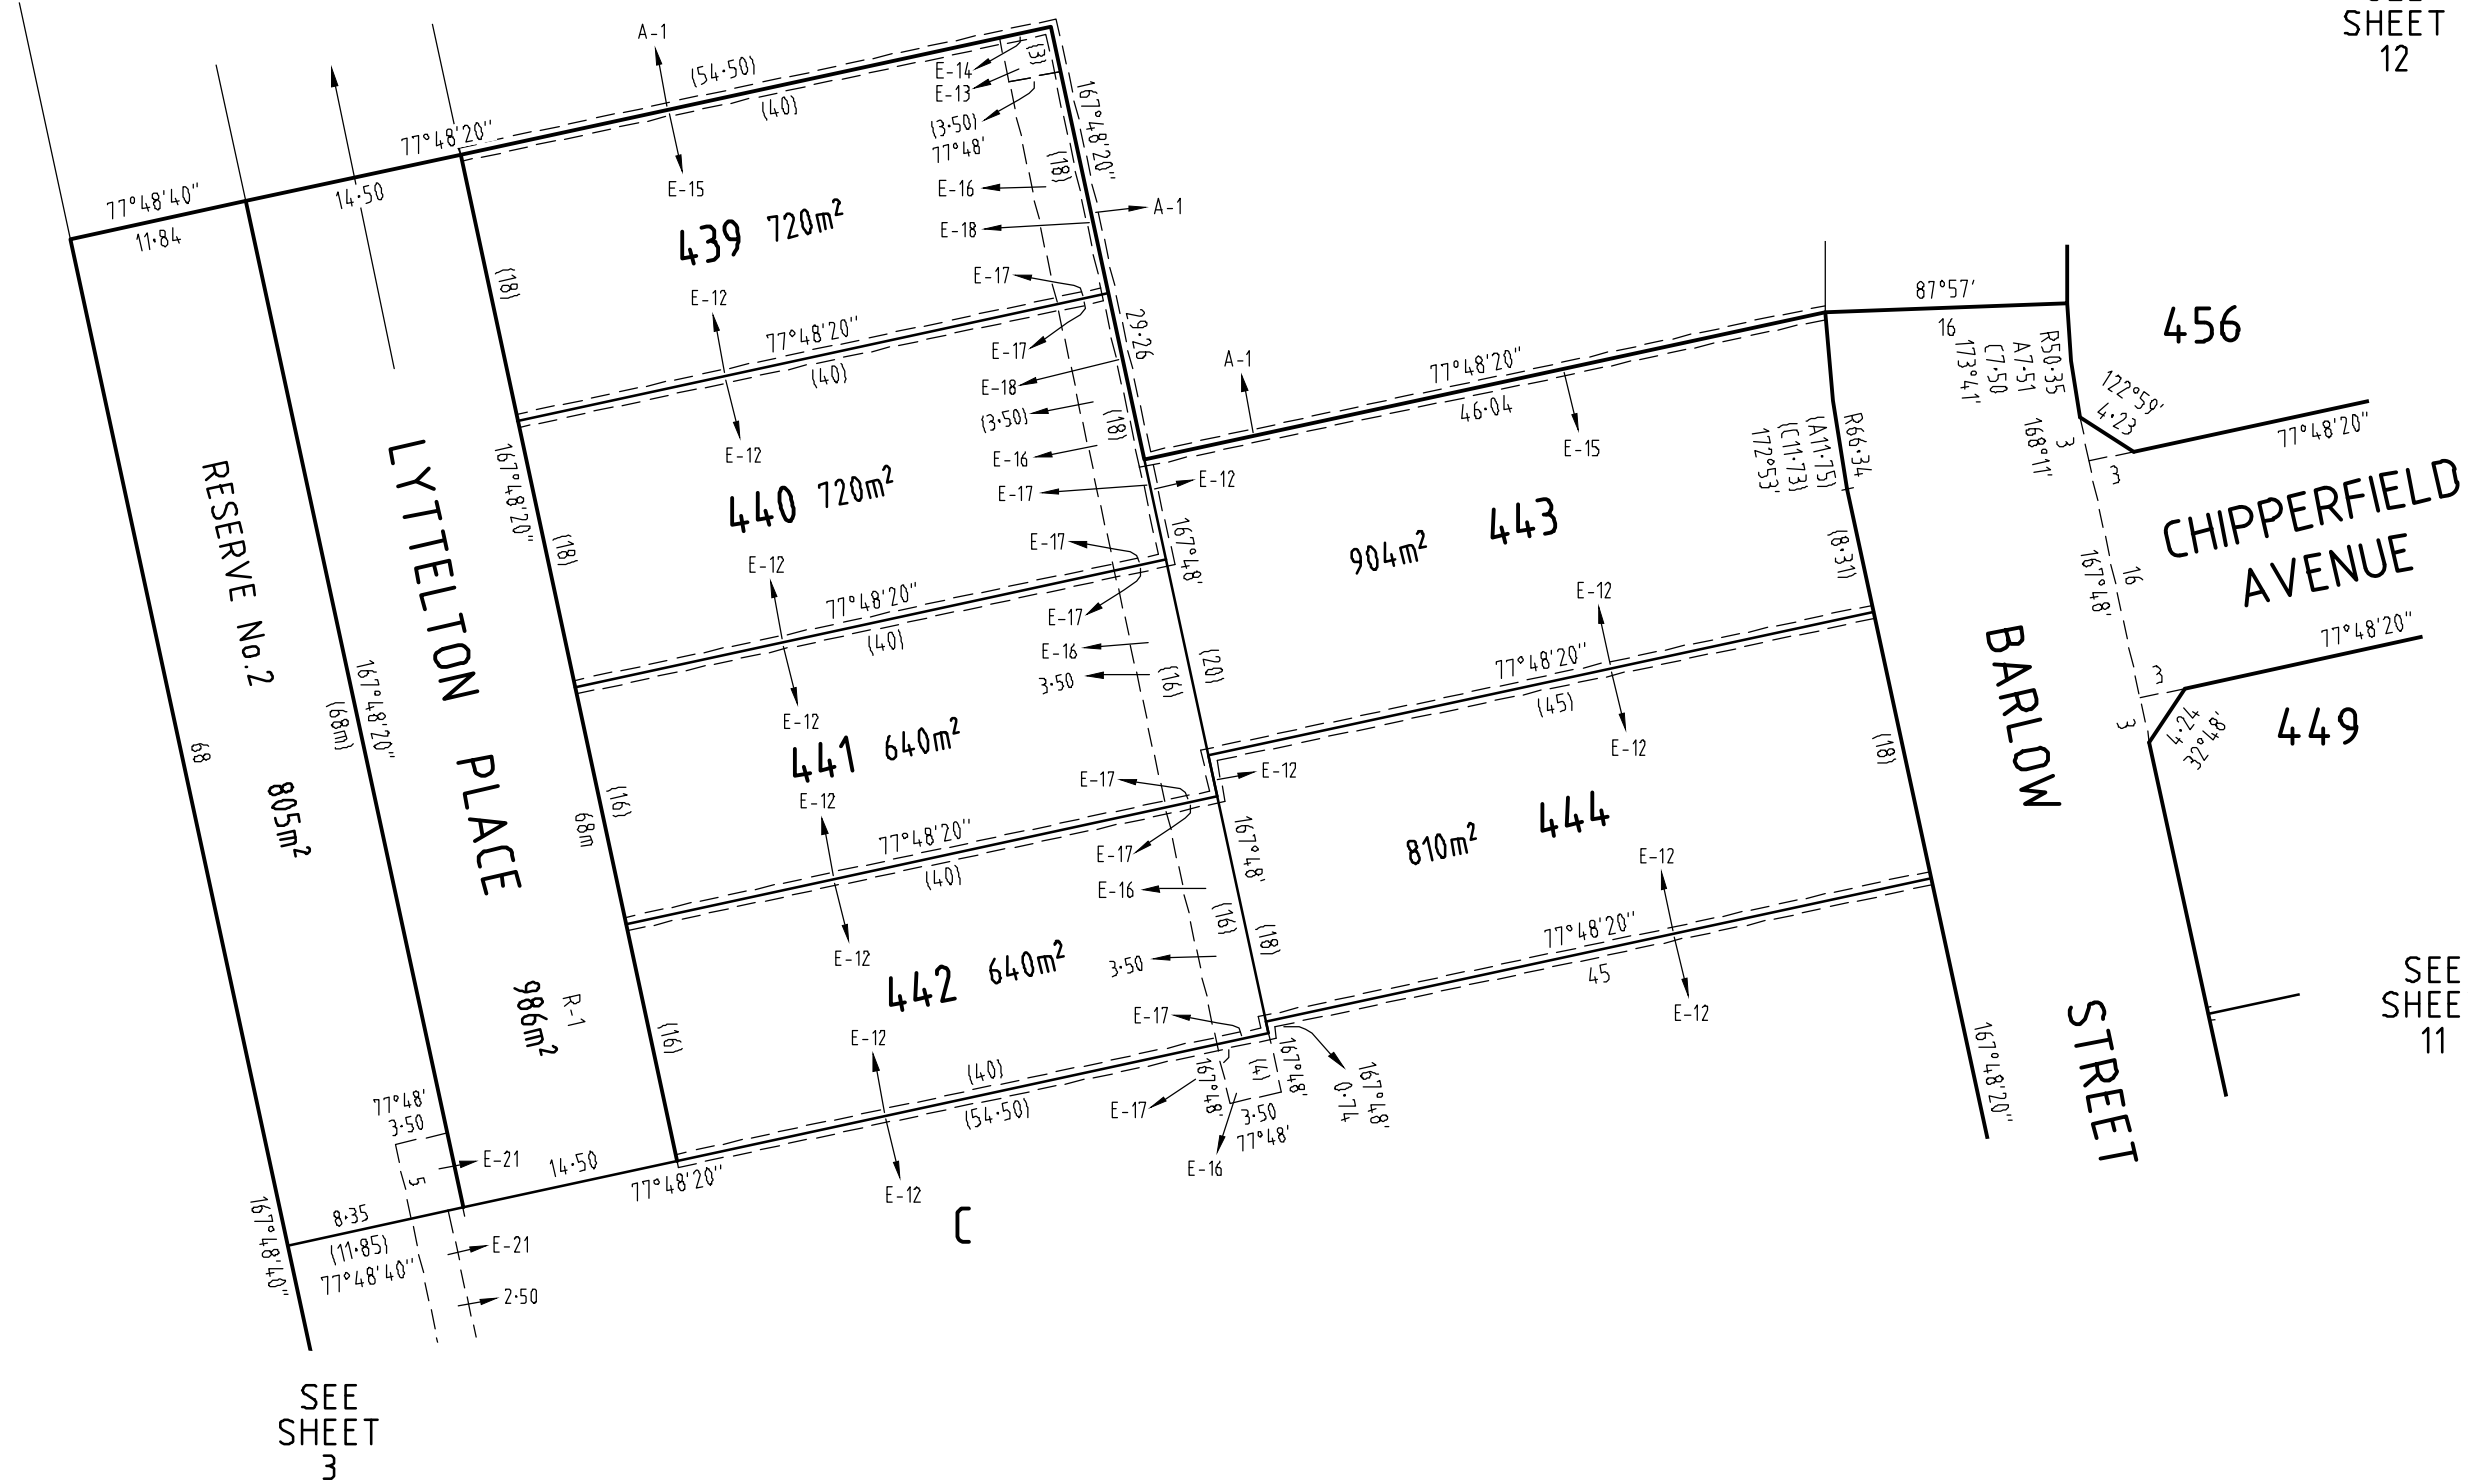 SHEET
12
A-1
(54·50)
(40)
E-14
E-13
(3)
(3·50)
77°48'
(18)
167°48'20"
E-16
E-18
A-1
77°48'20"
14·50
77°48'40"
11·84
E-15
439 720m²
(18)
E-17
E-12
77°48'20"
(40)
E-17
29·26
E-18
(3·50)
(18)
E-16
E-17
E-12
440 720m²
167°48'20"
(18)
E-12
167°48'
A-1
77°48'20"
46·04
E-15
87°57'
16
R50·35
A7·51
C7·50
173°41'
456
122°59'
4·23
77°48'20"
168°11'
3
3
R66·34
(A11·75)
(C11·73)
172°53'
(8·31)
904m² 443
CHIPPERFIELD
AVENUE
16
167°48'
77°48'20"
3
3
4·24
32°48'
449
E-17
E-12
77°48'20"
(40)
E-17
E-16
3·50
(16)
(20)
E-12
441 640m²
(16)
68m
E-12
77°48'20"
(45)
E-12
(18)
E-17
E-12
E-12
77°48'20"
(40)
E-17
E-16
(16)
167°48'
(18)
E-12
3·50
442 640m²
(16)
810m² 444
E-12
77°48'20"
45
E-12
BARLOW
STREET
167°48'20"
SEE
SHEE
11
RESERVE No.2
805m²
68
167°48'20"
(68m)
LYTTELTON PLACE
R-1
986m²
E-17
E-12
(40)
(54·50)
E-12
E-17
167°48'
(4)
167°48'
3·50
77°48'
E-16
167°48'
0·74
77°48'
3·50
5
E-21
14·50
77°48'20"
8·35
(11·85)
77°48'40"
167°48'40"
E-21
2·50
C
SEE
SHEET
3